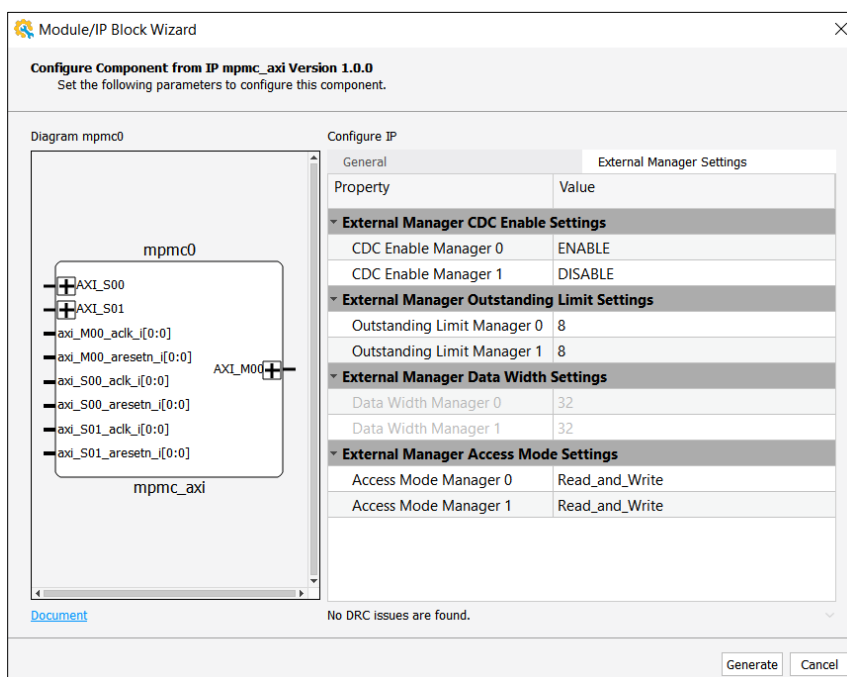 Module/IP Block Wizard
Configure Component from IP mpmc_axi Version 1.0.0
Set the following parameters to configure this component.
Diagram mpmc0
mpmc0
AXI_S00
AXI_S01
axi_M00_aclk_i[0:0]
axi_M00_aresetn_i[0:0]
AXI_M00
axi_S00_aclk_i[0:0]
axi_S00_aresetn_i[0:0]
axi_S01_aclk_i[0:0]
axi_S01_aresetn_i[0:0]
mpmc_axi
Document
Configure IP
General External Manager Settings
Property Value
External Manager CDC Enable Settings
CDC Enable Manager 0 ENABLE
CDC Enable Manager 1 DISABLE
External Manager Outstanding Limit Settings
Outstanding Limit Manager 0 8
Outstanding Limit Manager 1 8
External Manager Data Width Settings
Data Width Manager 0 32
Data Width Manager 1 32
External Manager Access Mode Settings
Access Mode Manager 0 Read_and_Write
Access Mode Manager 1 Read_and_Write
No DRC issues are found.
Generate Cancel